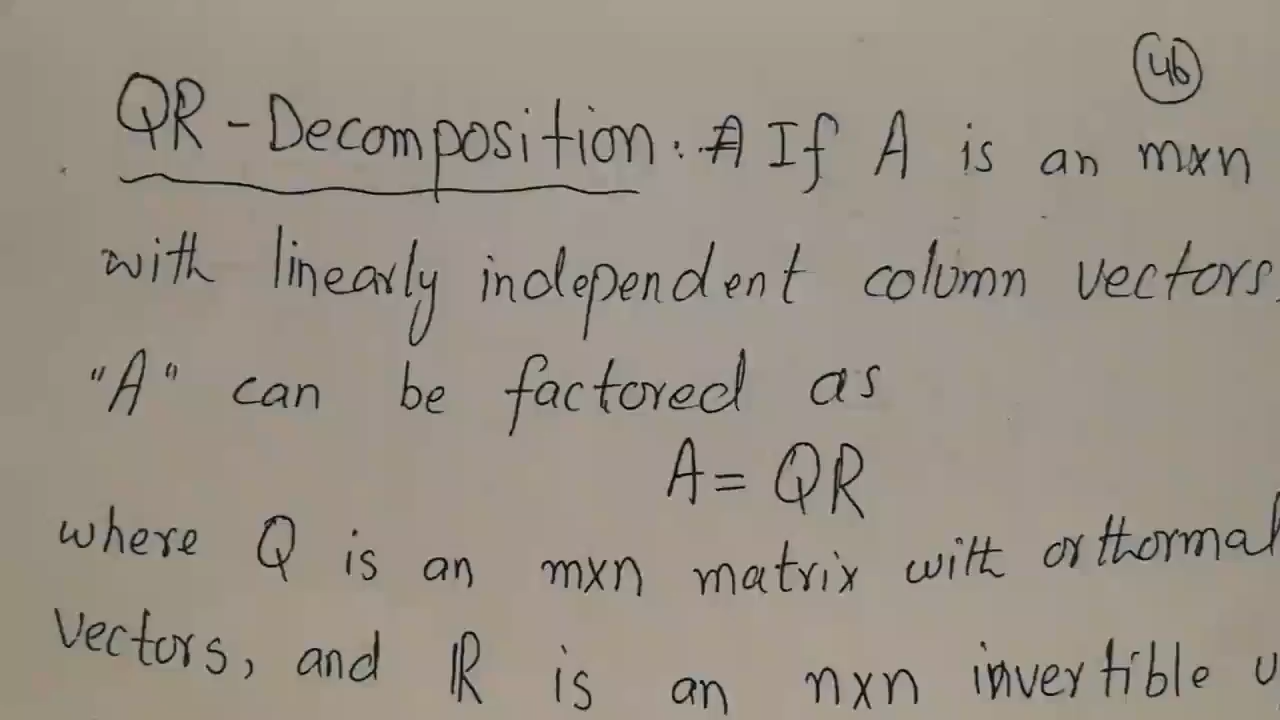 46
QR-Decomposition: If A is an mxn
with linearly independent column vectors,
"A" can be factored as
A = QR
where Q is an mxn matrix with orthormal
vectors, and R is an nxn invertible